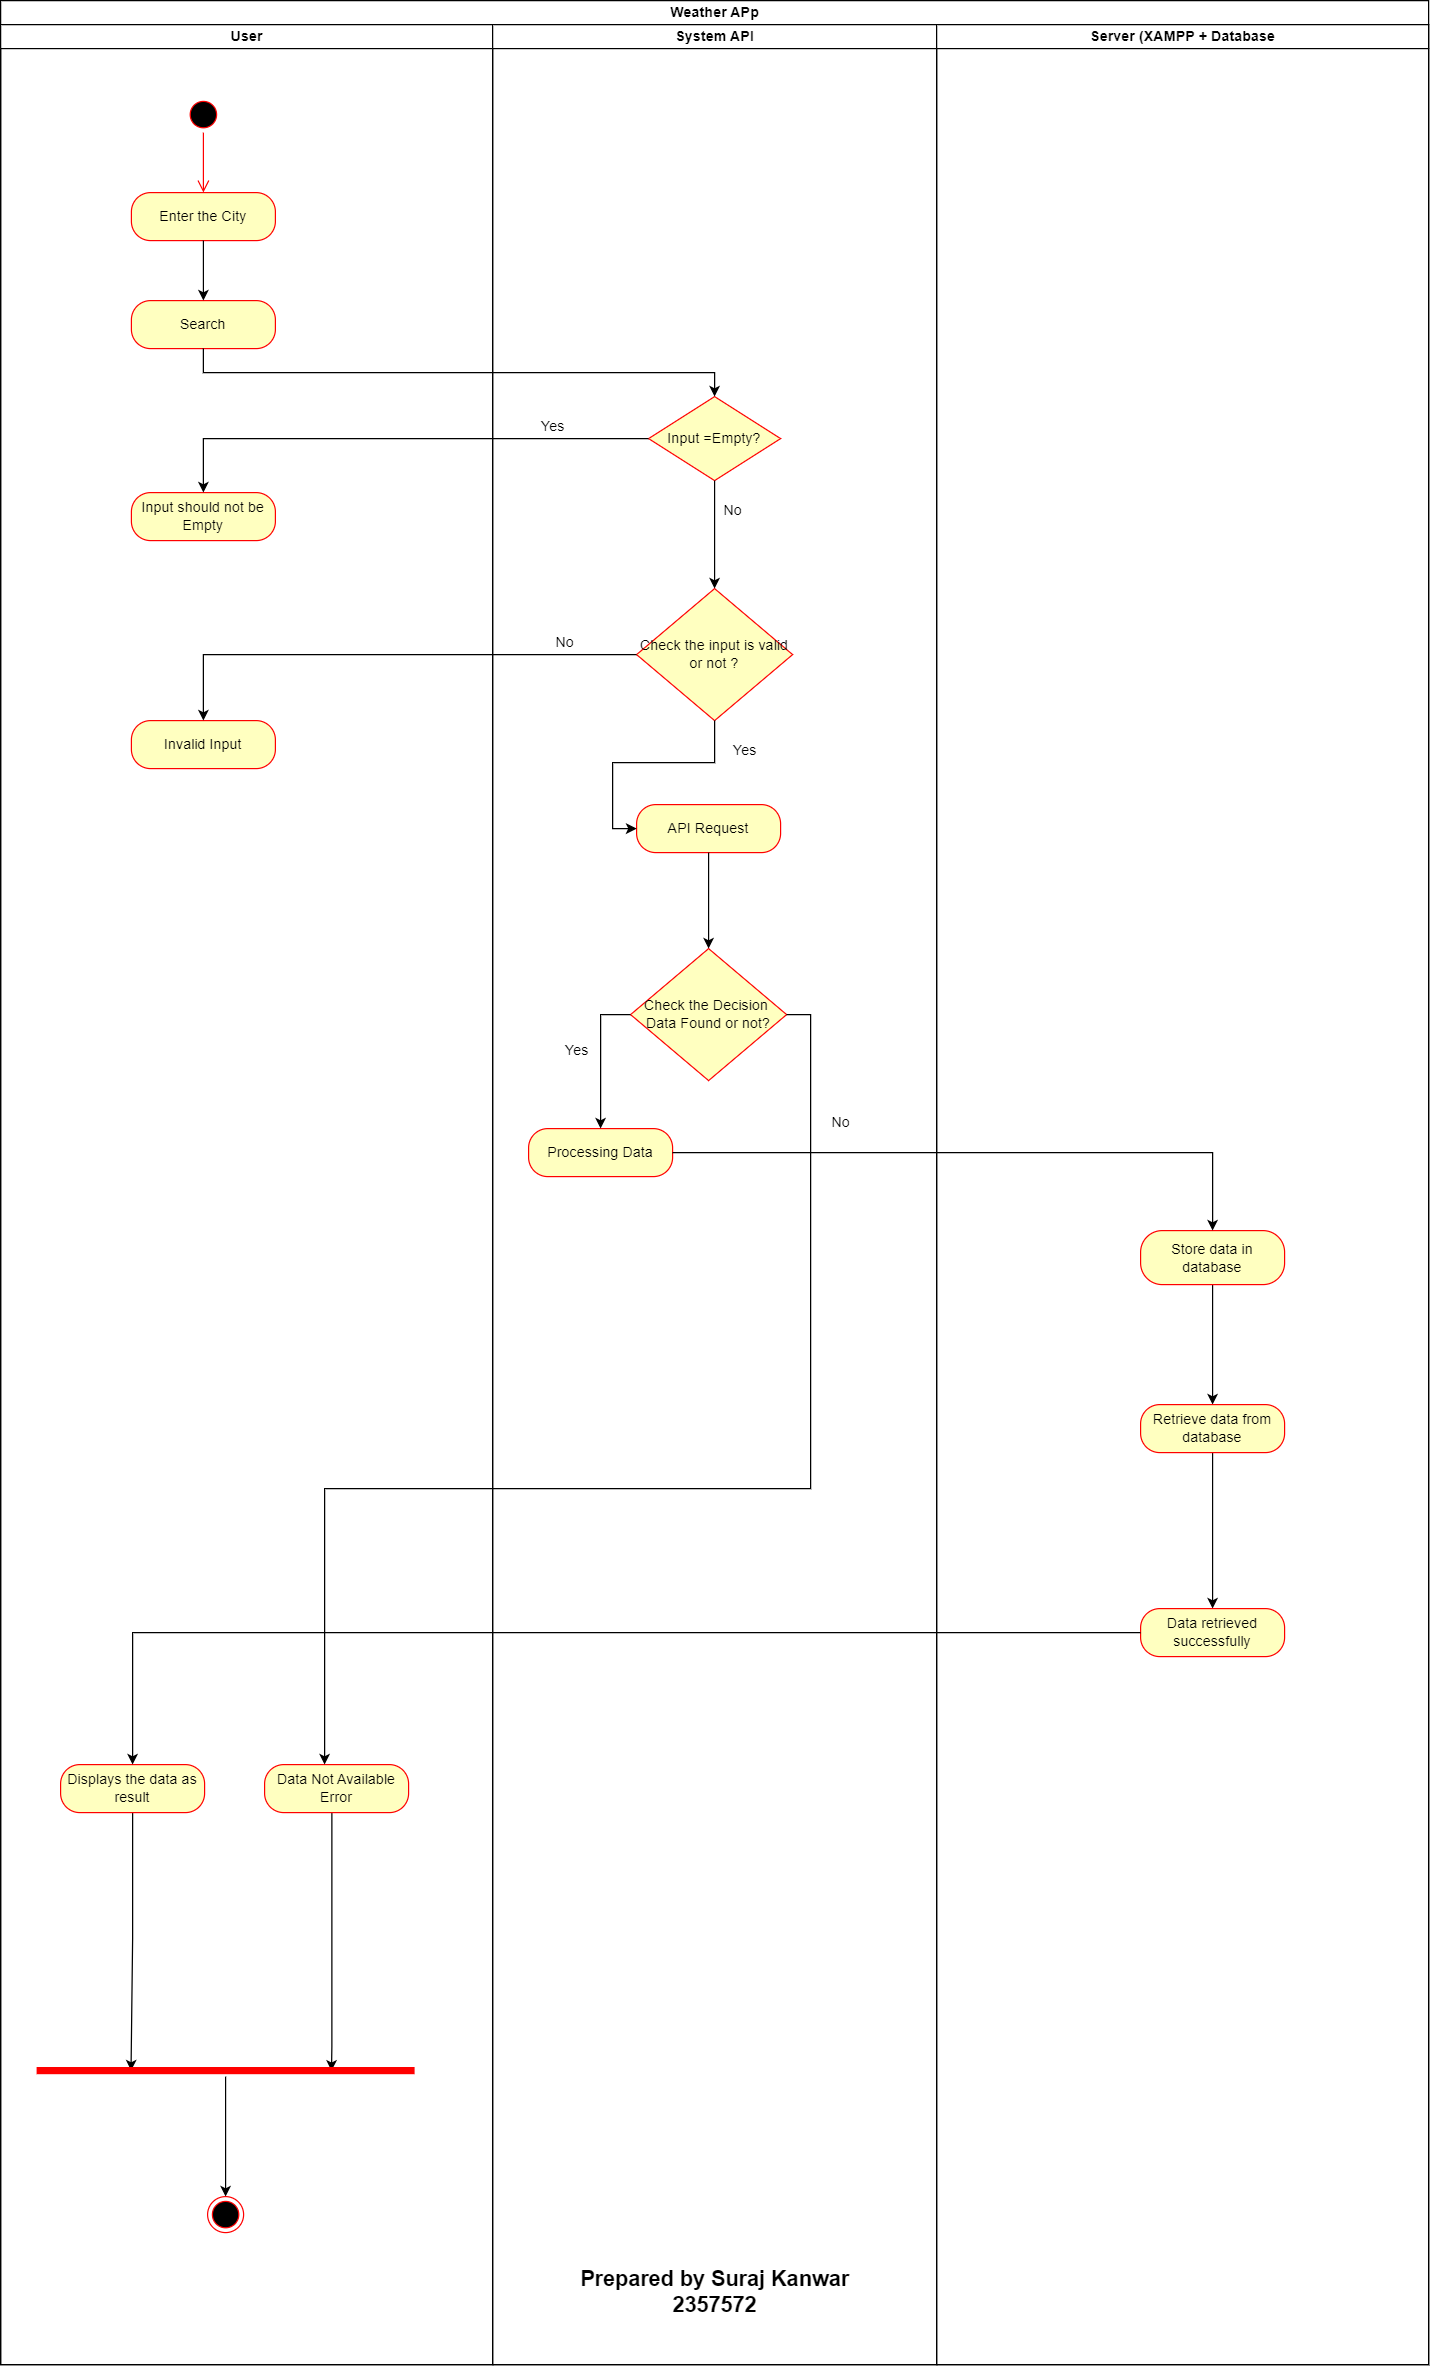 Weather APp
User
System API
Server (XAMPP + Database
Enter the City
Search
Yes
Input =Empty?
Input should not be
Empty
No
No
Check the input is valid
or not ?
Invalid Input
Yes
API Request
Check the Decision
Data Found or not?
Yes
No
Processing Data
Store data in
database
Retrieve data from
database
Data retrieved
successfully
Displays the data as
result
Data Not Available
Error
Prepared by Suraj Kanwar
2357572